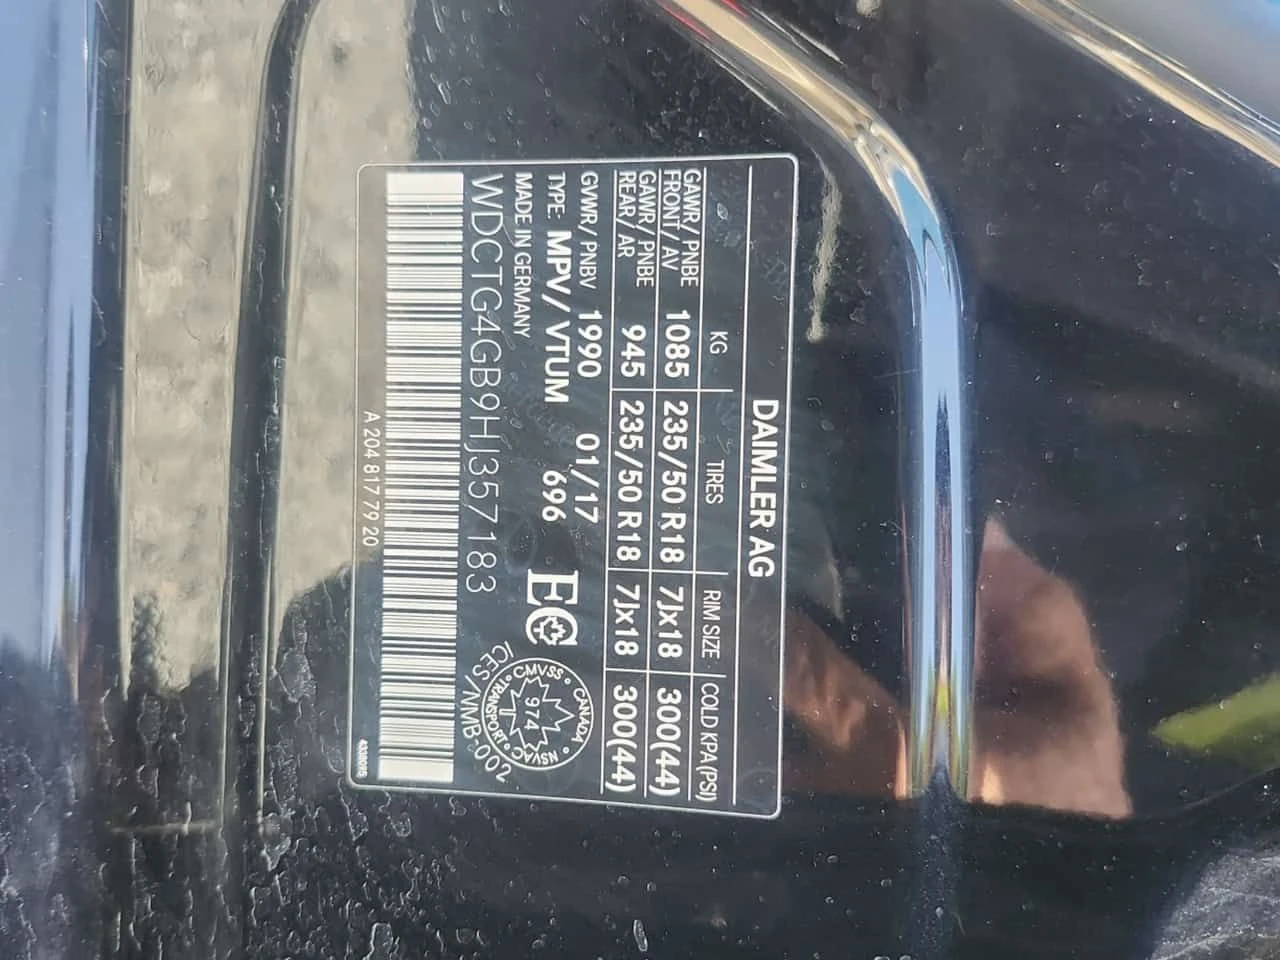 DAIMLER AG
KG TIRES RIM SIZE COLD KPA (PSI)
GAWR/ PNBE
FRONT/ AV 1085 235/50 R18 7Jx18 300(44)
GAWR/ PNBE
REAR/ AR 945 235/50 R18 7Jx18 300(44)
GVWR/ PNBV 1990 01/17
TYPE: MPV/VTUM 696
MADE IN GERMANY
EC
CANADA • NSVAC • TRANSPORT • CMVSS •
974
ICES/NMB-002
WDCTG4GB9HJ357183
A 204 817 79 20